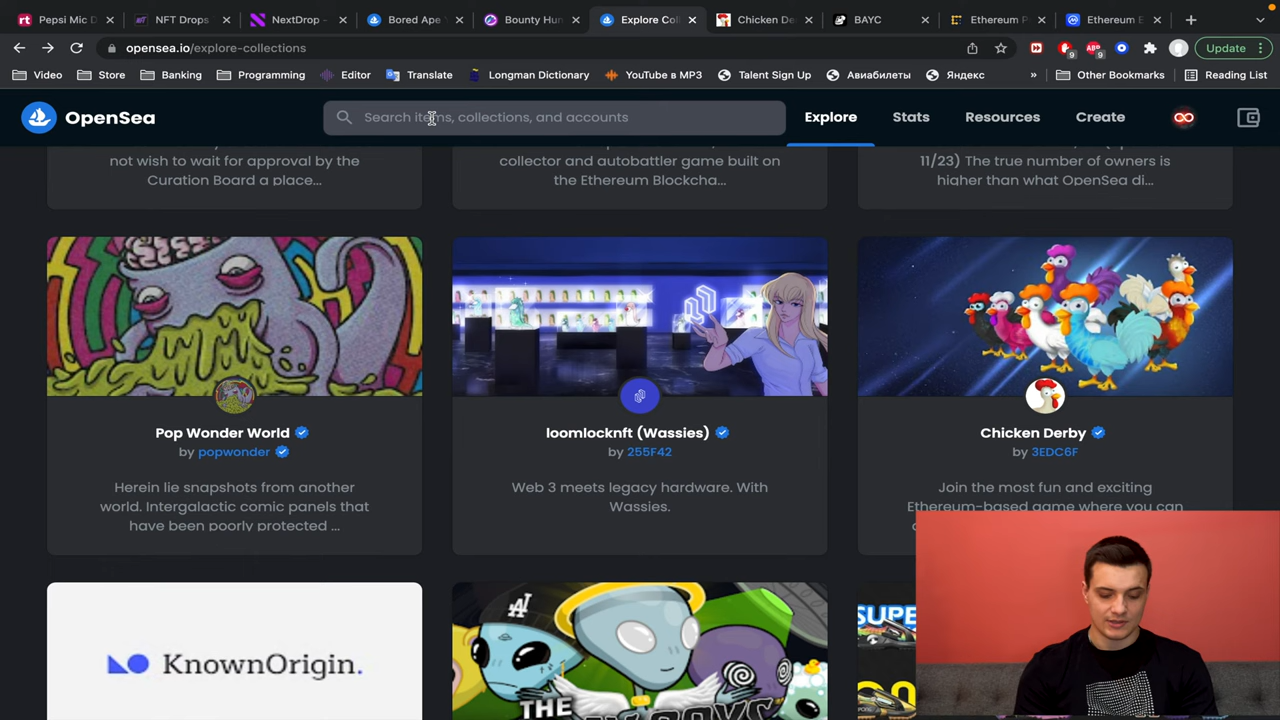 Pepsi Mic D
NFT Drops
NextDrop -
Bored Ape
Bounty Hun
Explore Col
Chicken De
BAYC
Ethereum P
Ethereum E
opensea.io/explore-collections
9
ABP
9
Update
Video
Store
Banking
Programming
Editor
Translate
Longman Dictionary
YouTube в MP3
Talent Sign Up
Авиабилеты
Яндекс
»
Other Bookmarks
Reading List
OpenSea
Search items, collections, and accounts
Explore
Stats
Resources
Create
not wish to wait for approval by the
Curation Board a place...
collector and autobattler game built on
the Ethereum Blockcha...
11/23) The true number of owners is
higher than what OpenSea di...
Pop Wonder World
by popwonder
Herein lie snapshots from another
world. Intergalactic comic panels that
have been poorly protected ...
loomlocknft (Wassies)
by 255F42
Web 3 meets legacy hardware. With
Wassies.
Chicken Derby
by 3EDC6F
Join the most fun and exciting
Ethereum-based game where you can
KnownOrigin.
THE
SUPE